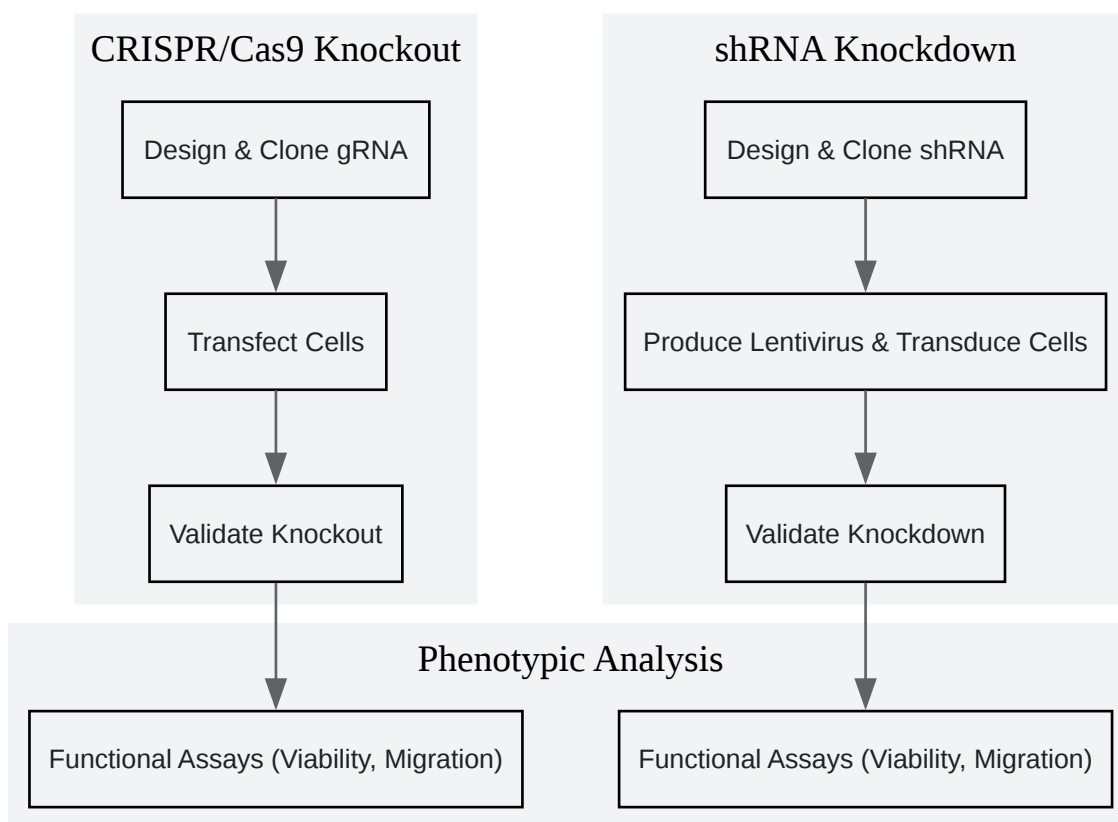 CRISPR/Cas9 Knockout
Design & Clone gRNA
Transfect Cells
Validate Knockout
shRNA Knockdown
Design & Clone shRNA
Produce Lentivirus & Transduce Cells
Validate Knockdown
Phenotypic Analysis
Functional Assays (Viability, Migration)
Functional Assays (Viability, Migration)